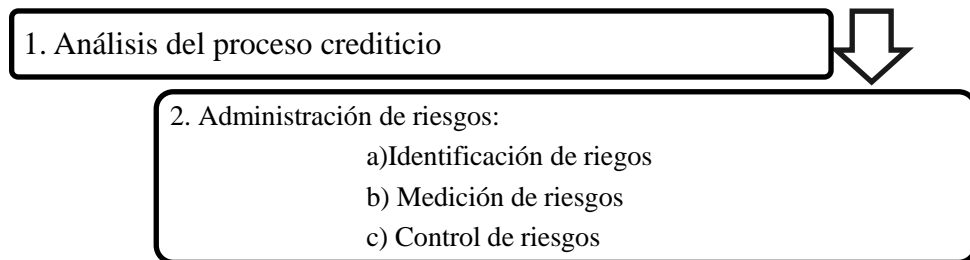 1. Análisis del proceso crediticio
2. Administración de riesgos:
a)Identificación de riegos
b) Medición de riesgos
c) Control de riesgos